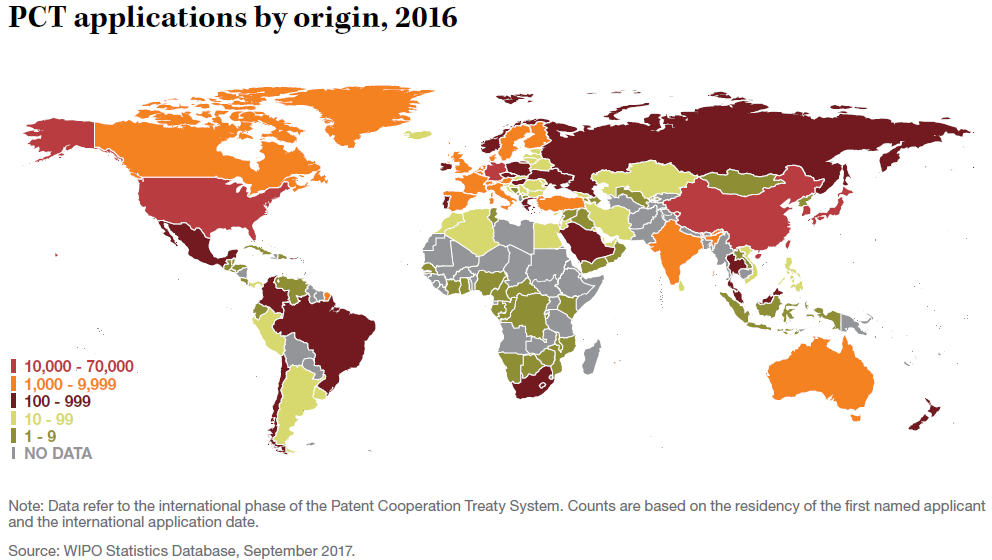 PCT applications by origin, 2016
10,000 - 70,000
1,000 - 9,999
100 - 999
10 - 99
1 - 9
NO DATA
Note: Data refer to the international phase of the Patent Cooperation Treaty System. Counts are based on the residency of the first named applicant
and the international application date.
Source: WIPO Statistics Database, September 2017.